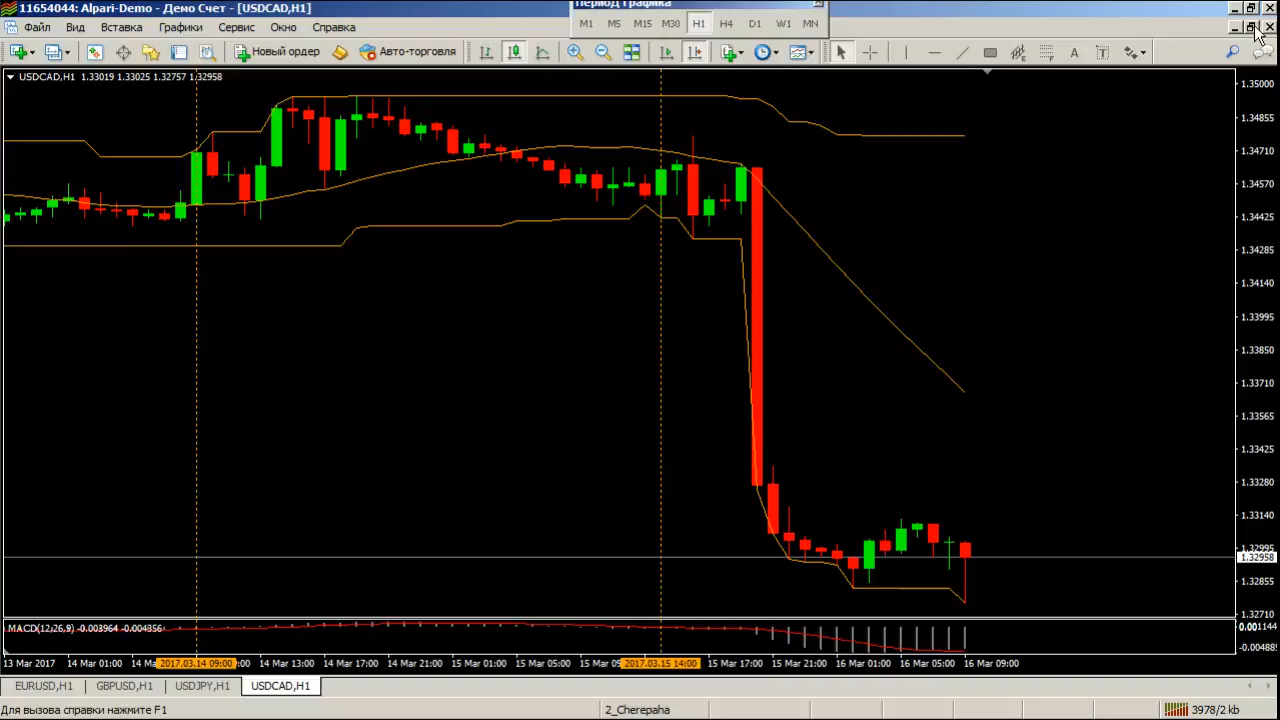 11654044: Alpari-Demo - Демо Счет - [USDCAD,H1]
Период графика
Файл Вид Вставка Графики Сервис Окно Справка
M1 M5 M15 M30 H1 H4 D1 W1 MN
Новый ордер Авто-торговля
A T
USDCAD,H1 1.33019 1.33025 1.32757 1.32958
1.35000
1.34855
1.34710
1.34570
1.34425
1.34285
1.34140
1.33995
1.33850
1.33710
1.33565
1.33425
1.33280
1.33140
1.32995
1.32958
1.32855
1.32710
MACD(12,26,9) -0.003964 -0.004356
-0.00488
13 Mar 2017 14 Mar 01:00 2017.03.14 09:00 14 Mar 13:00 14 Mar 17:00 14 Mar 21:00 15 Mar 01:00 15 Mar 05:00 15 Mar 09: 2017.03.15 14:00 15 Mar 17:00 15 Mar 21:00 16 Mar 01:00 16 Mar 05:00 16 Mar 09:00
EURUSD,H1 GBPUSD,H1 USDJPY,H1 USDCAD,H1
Для вызова справки нажмите F1 2_Cherepaha 3978/2 kb